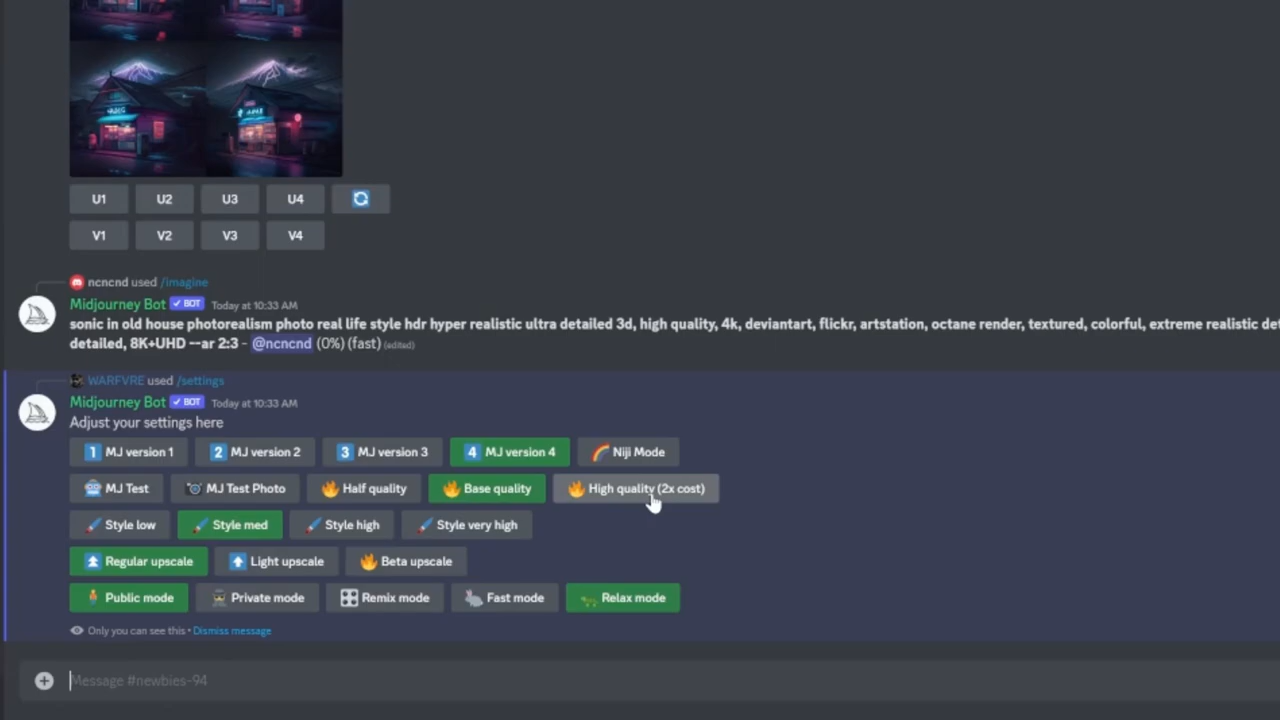 U1 U2 U3 U4
V1 V2 V3 V4
ncncnd used /imagine
Midjourney Bot ✓ BOT Today at 10:33 AM
sonic in old house photorealism photo real life style hdr hyper realistic ultra detailed 3d, high quality, 4k, deviantart, flickr, artstation, octane render, textured, colorful, extreme realistic
detailed, 8K+UHD --ar 2:3 - @ncncnd (0%) (fast) (edited)
WARFVRE used /settings
Midjourney Bot ✓ BOT Today at 10:33 AM
Adjust your settings here
1 MJ version 1 2 MJ version 2 3 MJ version 3 4 MJ version 4 Niji Mode
MJ Test MJ Test Photo Half quality Base quality High quality (2x cost)
Style low Style med Style high Style very high
Regular upscale Light upscale Beta upscale
Public mode Private mode Remix mode Fast mode Relax mode
Only you can see this • Dismiss message
Message #newbies-94